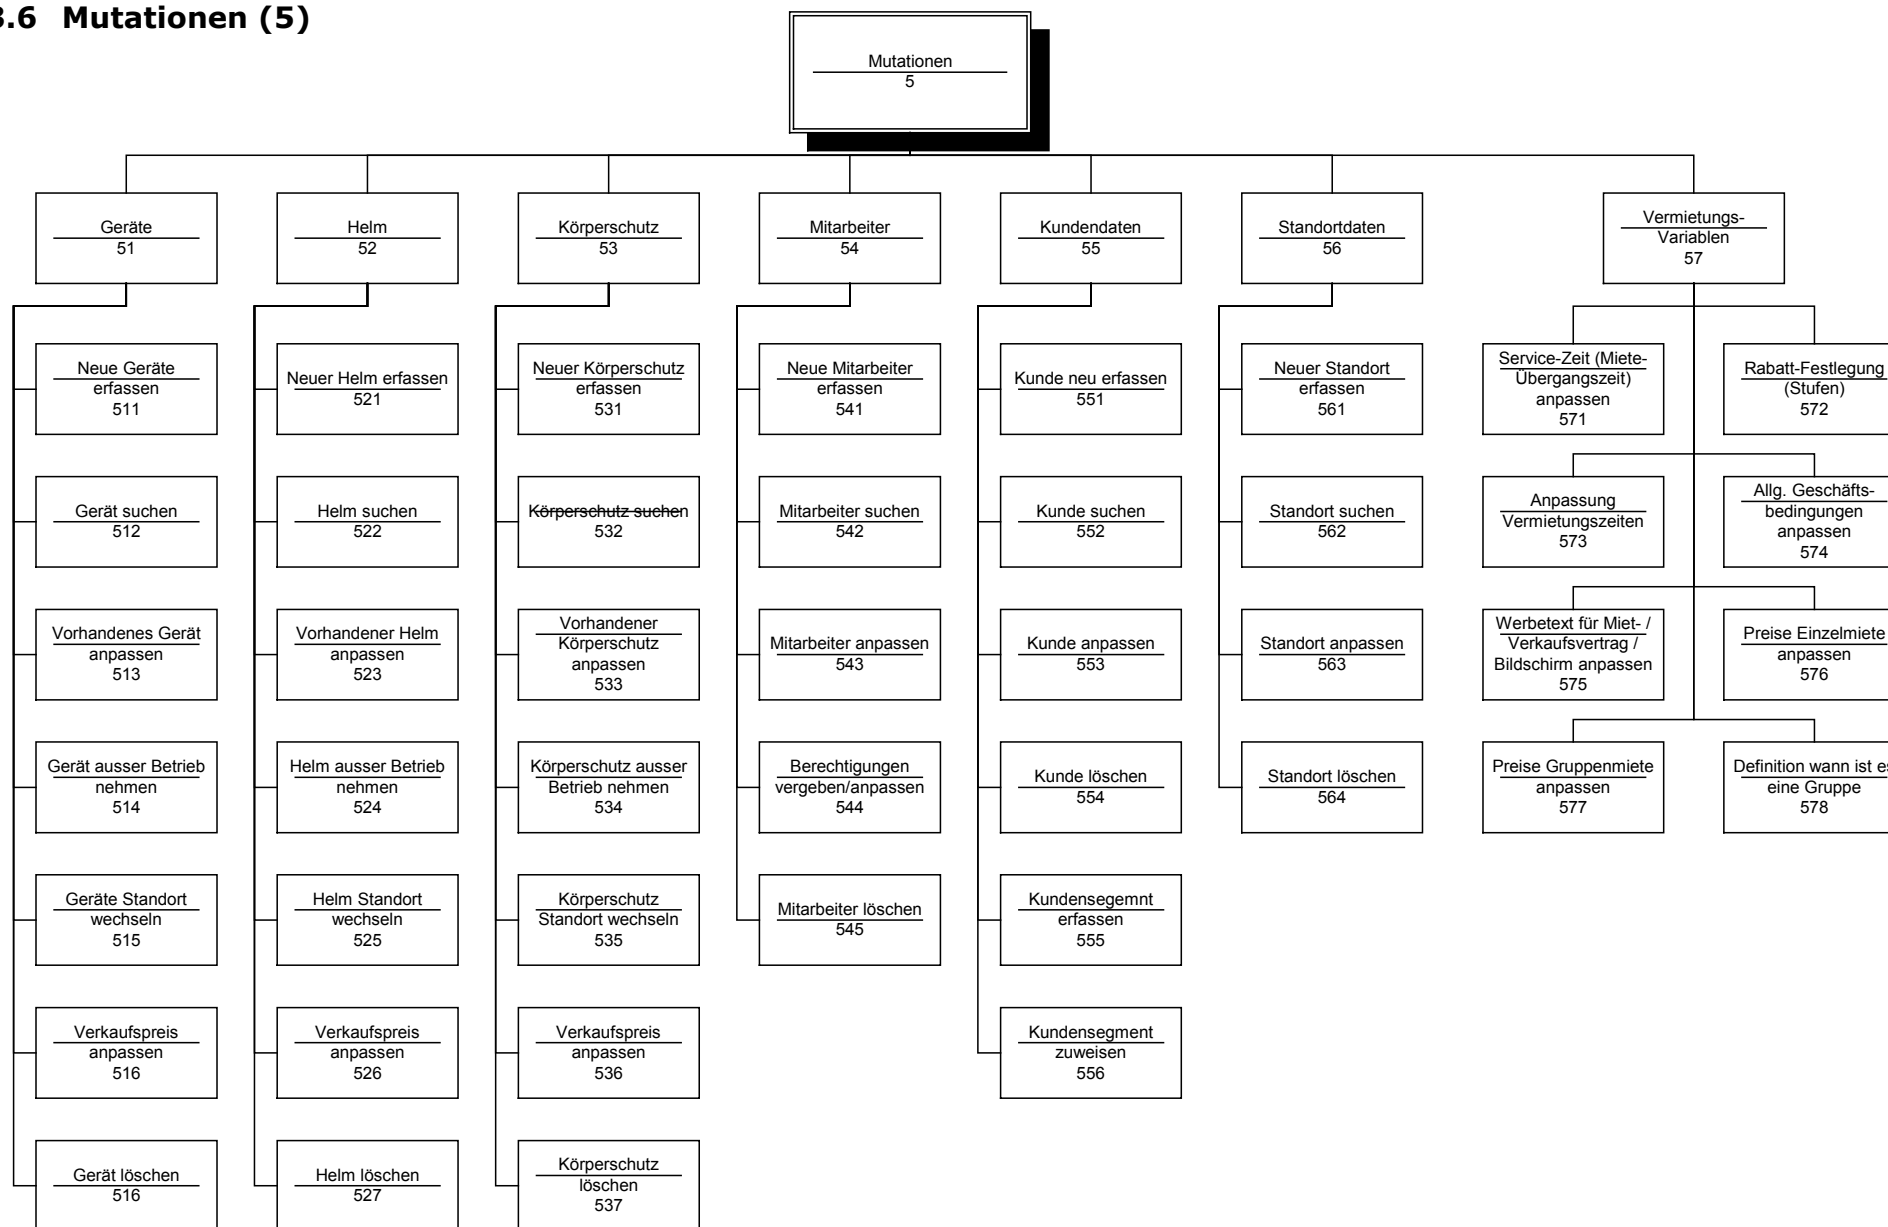 3.6 Mutationen (5)
Mutationen
5
Geräte
51
Helm
52
Körperschutz
53
Mitarbeiter
54
Kundendaten
55
Standortdaten
56
Vermietungs-
Variablen
57
Neue Geräte
erfassen
511
Neuer Helm erfassen
521
Neuer Körperschutz
erfassen
531
Neue Mitarbeiter
erfassen
541
Kunde neu erfassen
551
Neuer Standort
erfassen
561
Service-Zeit (Miete-
Übergangszeit)
anpassen
571
Rabatt-Festlegung
(Stufen)
572
Gerät suchen
512
Helm suchen
522
Körperschutz suchen
532
Mitarbeiter suchen
542
Kunde suchen
552
Standort suchen
562
Anpassung
Vermietungszeiten
573
Allg. Geschäfts-
bedingungen
anpassen
574
Vorhandenes Gerät
anpassen
513
Vorhandener Helm
anpassen
523
Vorhandener
Körperschutz
anpassen
533
Mitarbeiter anpassen
543
Kunde anpassen
553
Standort anpassen
563
Werbetext für Miet- /
Verkaufsvertrag /
Bildschirm anpassen
575
Preise Einzelmiete
anpassen
576
Gerät ausser Betrieb
nehmen
514
Helm ausser Betrieb
nehmen
524
Körperschutz ausser
Betrieb nehmen
534
Berechtigungen
vergeben/anpassen
544
Kunde löschen
554
Standort löschen
564
Preise Gruppenmiete
anpassen
577
Definition wann ist es
eine Gruppe
578
Geräte Standort
wechseln
515
Helm Standort
wechseln
525
Körperschutz
Standort wechseln
535
Mitarbeiter löschen
545
Kundensegemnt
erfassen
555
Verkaufspreis
anpassen
516
Verkaufspreis
anpassen
526
Verkaufspreis
anpassen
536
Kundensegment
zuweisen
556
Gerät löschen
516
Helm löschen
527
Körperschutz
löschen
537